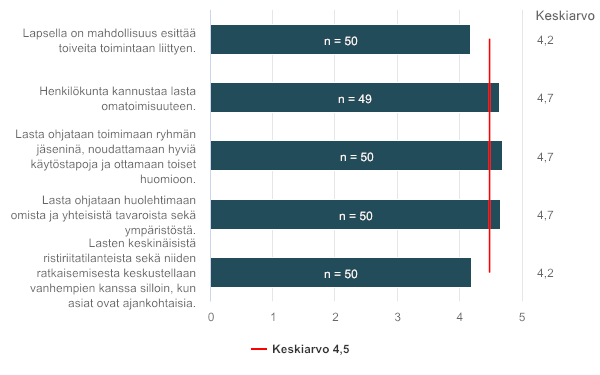 Keskiarvo
Lapsella on mahdollisuus esittää
toiveita toimintaan liittyen.
n = 50
4,2
Henkilökunta kannustaa lasta
omatoimisuuteen.
n = 49
4,7
Lasta ohjataan toimimaan ryhmän
jäseninä, noudattamaan hyviä
käytöstapoja ja ottamaan toiset
huomioon.
n = 50
4,7
Lasta ohjataan huolehtimaan
omista ja yhteisistä tavaroista sekä
ympäristöstä.
n = 50
4,7
Lasten keskinäisistä
ristiriitatilanteista sekä niiden
ratkaisemisesta keskustellaan
vanhempien kanssa silloin, kun
asiat ovat ajankohtaisia.
n = 50
4,2
0 1 2 3 4 5
Keskiarvo 4,5